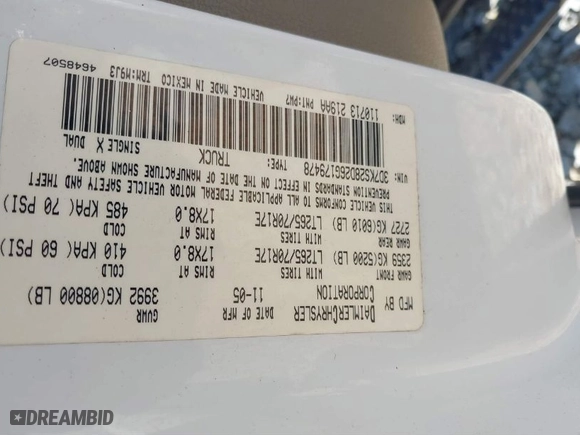 MFD BY DAIMLERCHRYSLER CORPORATION
DATE OF MFR 11-05
GVWR 3992 KG(08800 LB)
GAWR FRONT WITH TIRES RIMS AT COLD
2359 KG(5200 LB) LT265/70R17E 17X8.0 410 KPA( 60 PSI)
GAWR REAR WITH TIRES RIMS AT COLD
2727 KG(6010 LB) LT265/70R17E 17X8.0 485 KPA( 70 PSI)
THIS VEHICLE CONFORMS TO ALL APPLICABLE FEDERAL MOTOR VEHICLE SAFETY AND THEFT
PREVENTION STANDARDS IN EFFECT ON THE DATE OF MANUFACTURE SHOWN ABOVE.
VIN: 3D7KS28D26G179478 TYPE: TRUCK SINGLE X DUAL
MDH: 110713 219AA PNT:PW7 VEHICLE MADE IN MEXICO TRM:M9J3 4648507
DREAMBID